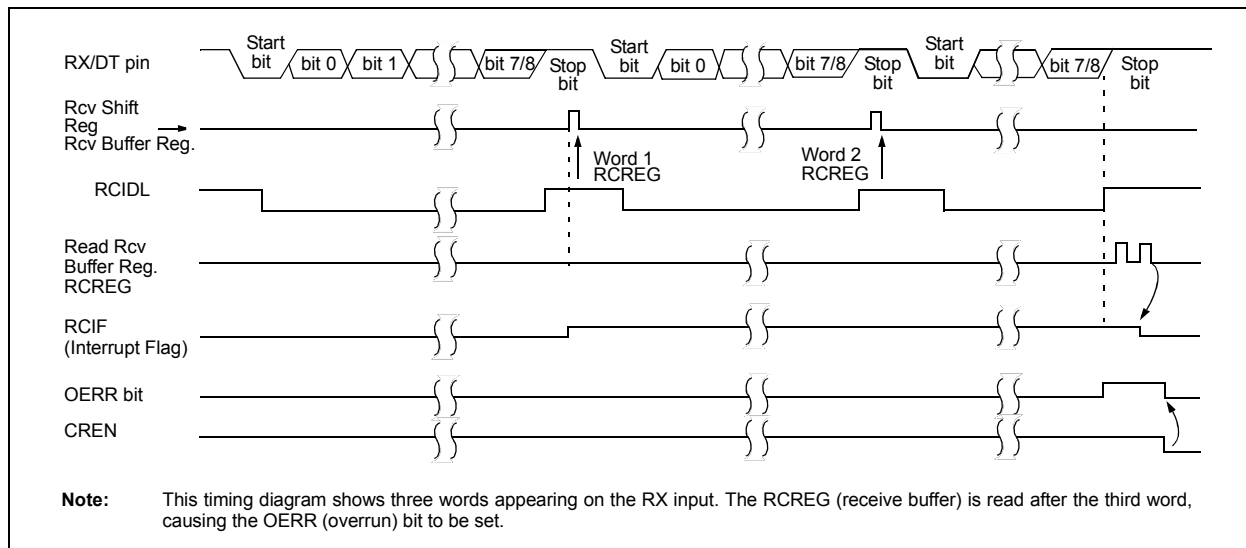 RX/DT pin
Start bit
bit 0
bit 1
bit 7/8
Stop bit
Start bit
bit 0
bit 7/8
Stop bit
Start bit
bit 7/8
Stop bit
Rcv Shift
Reg
Rcv Buffer Reg.
Word 1
RCREG
Word 2
RCREG
RCIDL
Read Rcv
Buffer Reg.
RCREG
RCIF
(Interrupt Flag)
OERR bit
CREN
Note: This timing diagram shows three words appearing on the RX input. The RCREG (receive buffer) is read after the third word,
causing the OERR (overrun) bit to be set.